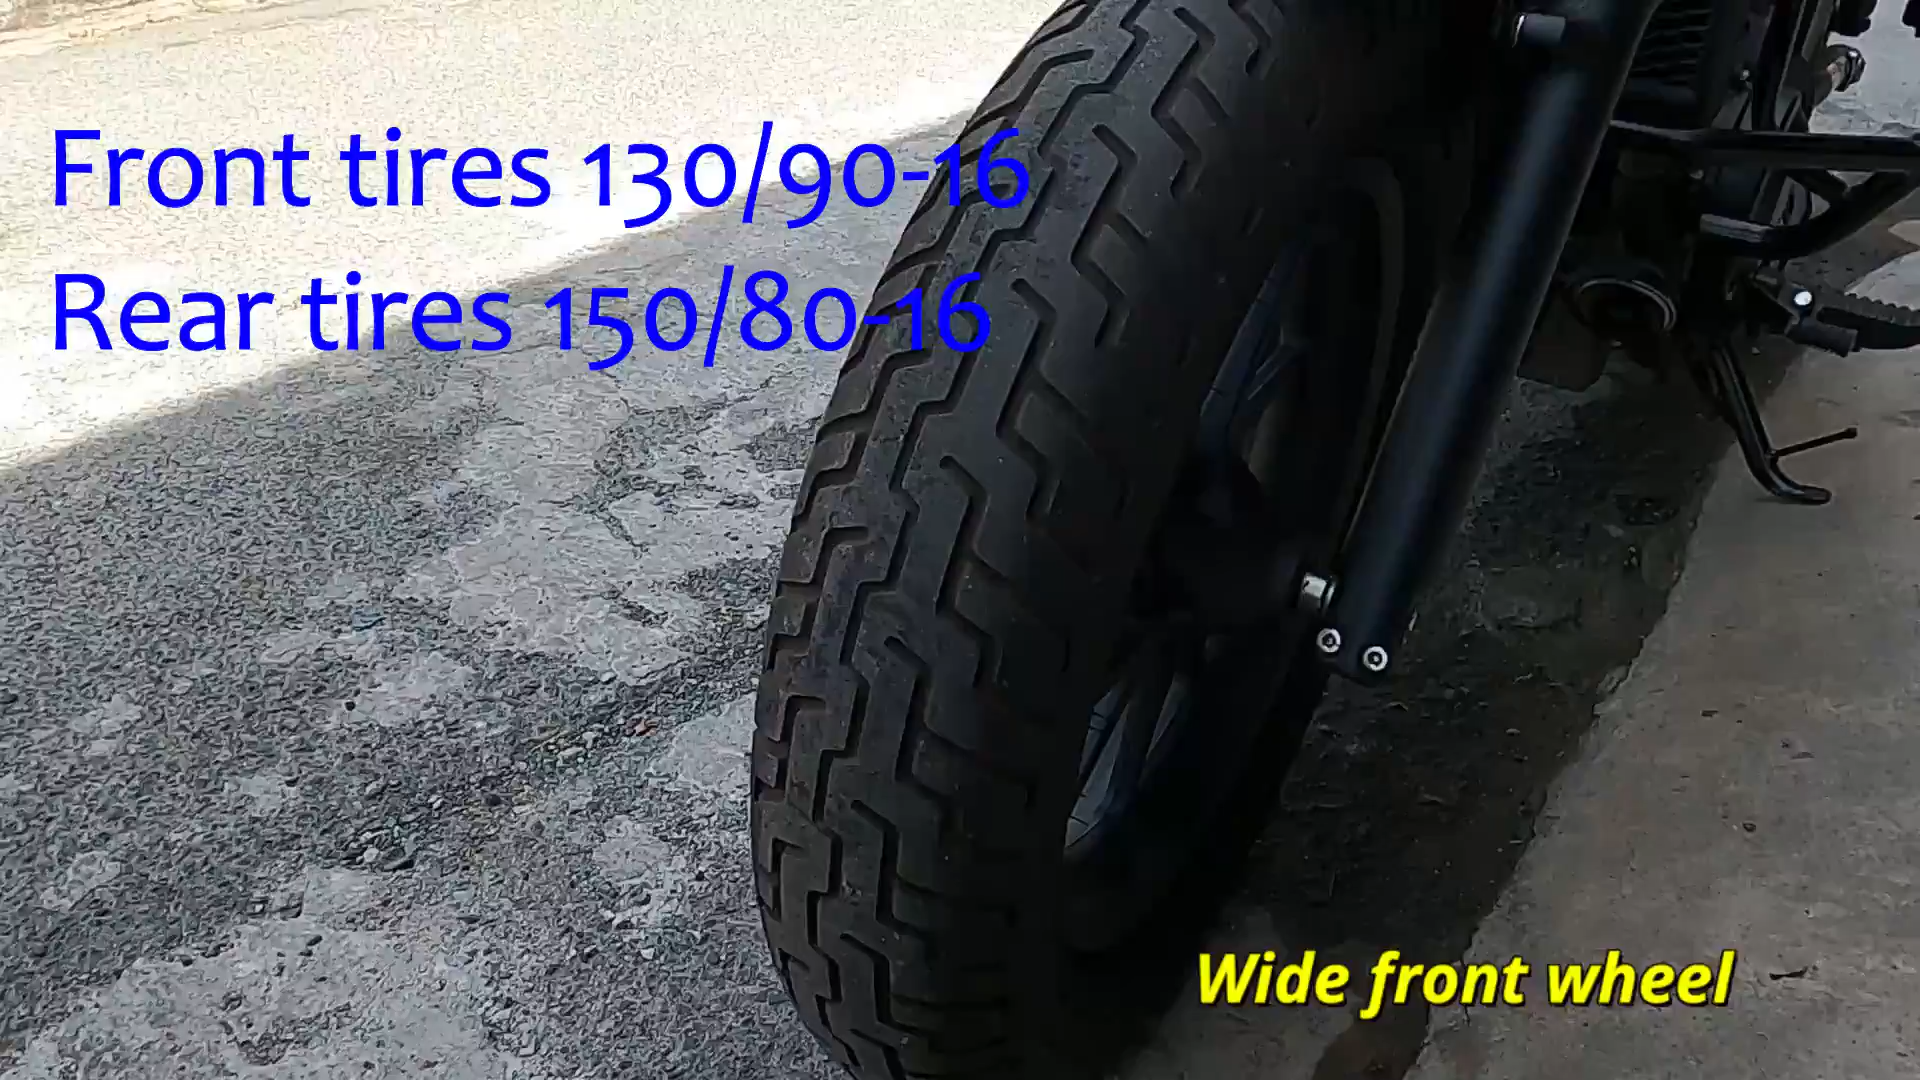 Front tires 130/90-16
Rear tires 150/80-16
Wide front wheel